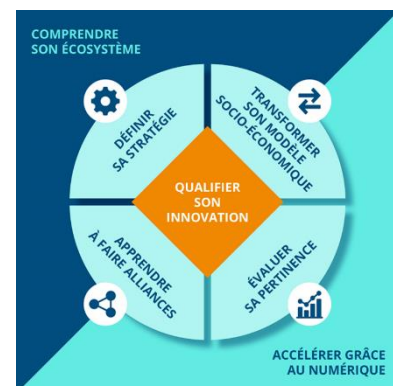 COMPRENDRE
SON ÉCOSYSTÈME
DÉFINIR
SA STRATÉGIE
TRANSFORMER
SON MODÈLE
SOCIO-ÉCONOMIQUE
QUALIFIER
SON
INNOVATION
APPRENDRE
À FAIRE ALLIANCES
ÉVALUER
SA PERTINENCE
ACCÉLÉRER GRÂCE
AU NUMÉRIQUE